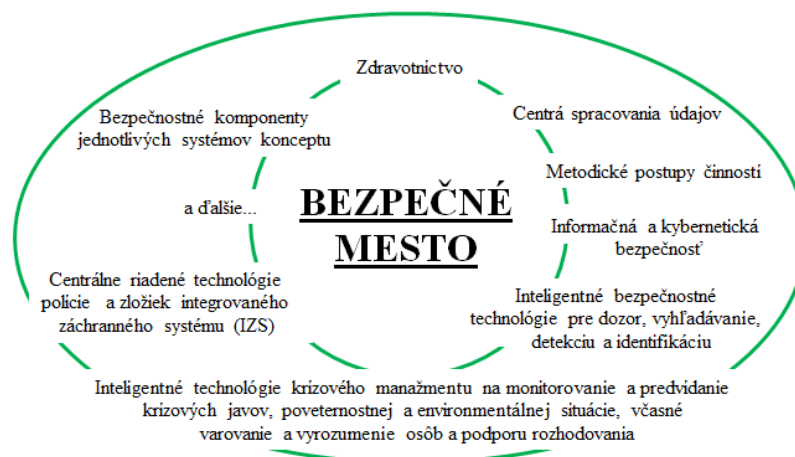 Zdravotníctvo
Bezpečnostné komponenty
jednotlivých systémov konceptu
Centrá spracovania údajov
Metodické postupy činností
a ďalšie...
BEZPEČNÉ
MESTO
Informačná a kybernetická
bezpečnosť
Centrálne riadené technológie
polície a zložiek integrovaného
záchranného systému (IZS)
Inteligentné bezpečnostné
technológie pre dozor, vyhľadávanie,
detekciu a identifikáciu
Inteligentné technológie krízového manažmentu na monitorovanie a predvídanie
krízových javov, poveternostnej a environmentálnej situácie, včasné
varovanie a vyrozumenie osôb a podporu rozhodovania